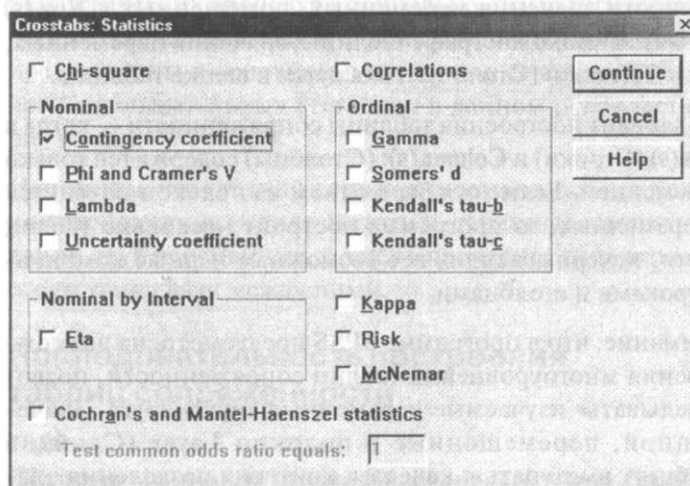 Crosstabs: Statistics
Chi-square
Correlations
Continue
Nominal
Ordinal
Cancel
Contingency coefficient
Gamma
Help
Phi and Cramer's V
Somers' d
Lambda
Kendall's tau-b
Uncertainty coefficient
Kendall's tau-c
Nominal by Interval
Kappa
Eta
Risk
McNemar
Cochran's and Mantel-Haenszel statistics
Test common odds ratio equals: